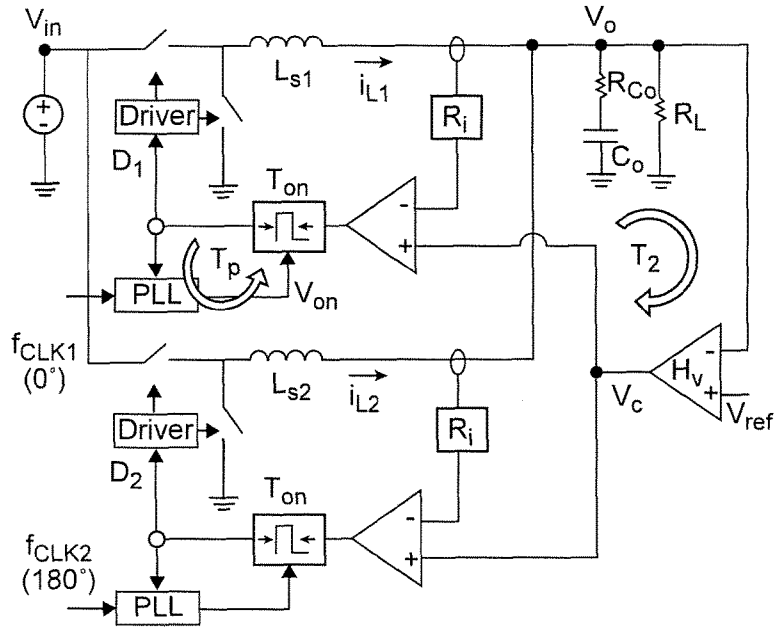 Vin
Vo
+
-
Ls1
iL1
RCo
Co
RL
Driver
Ri
D1
Ton
-
+
Tp
T2
PLL
Von
fCLK1
(0°)
Ls2
iL2
Vc
-
Hv
+
Vref
Driver
Ri
D2
Ton
-
+
fCLK2
(180°)
PLL